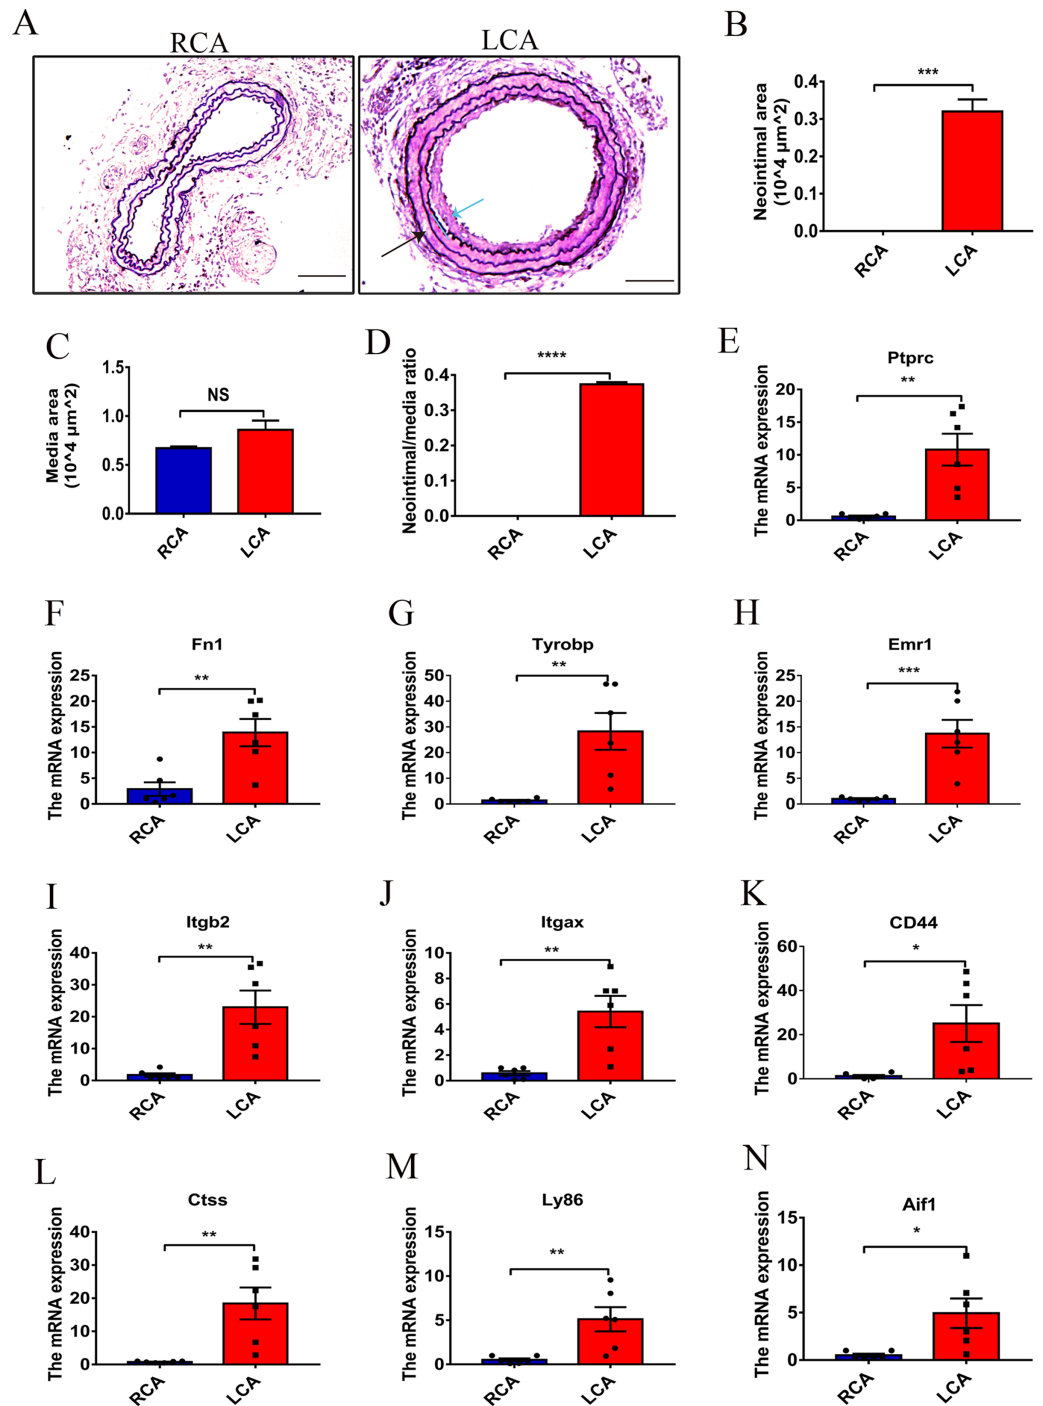 A
RCA
LCA
B
***
Neointimal area
(10^4 µm^2)
0.4
0.3
0.2
0.1
0.0
RCA
LCA
C
NS
Media area
(10^4 µm^2)
1.5
1.0
0.5
0.0
RCA
LCA
D
****
Neointimal/media ratio
0.4
0.3
0.2
0.1
0.0
RCA
LCA
E
Ptprc
**
The mRNA expression
20
15
10
5
0
RCA
LCA
F
Fn1
**
The mRNA expression
25
20
15
10
5
0
RCA
LCA
G
Tyrobp
**
The mRNA expression
50
40
30
20
10
0
RCA
LCA
H
Emr1
***
The mRNA expression
25
20
15
10
5
0
RCA
LCA
I
Itgb2
**
The mRNA expression
40
30
20
10
0
RCA
LCA
J
Itgax
**
The mRNA expression
10
8
6
4
2
0
RCA
LCA
K
CD44
*
The mRNA expression
60
40
20
0
RCA
LCA
L
Ctss
**
The mRNA expression
40
30
20
10
0
RCA
LCA
M
Ly86
**
The mRNA expression
15
10
5
0
RCA
LCA
N
Aif1
*
The mRNA expression
15
10
5
0
RCA
LCA